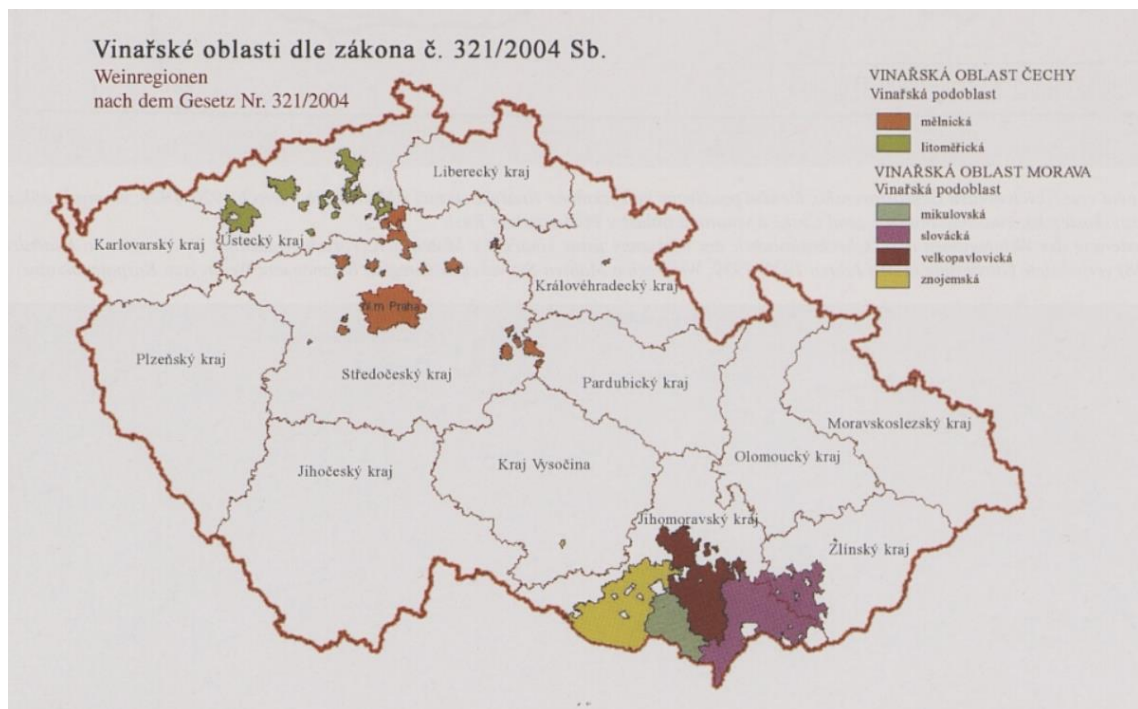 Vinařské oblasti dle zákona č. 321/2004 Sb.
Weinregionen
nach dem Gesetz Nr. 321/2004
VINAŘSKÁ OBLAST ČECHY
Vinařská podoblast
mělnická
litoměřická
VINAŘSKÁ OBLAST MORAVA
Vinařská podoblast
mikulovská
slovácká
velkopavlovická
znojemská
Liberecký kraj
Karlovarský kraj
Ústecký kraj
Královéhradecký kraj
hl.m. Praha
Plzeňský kraj
Středočeský kraj
Pardubický kraj
Moravskoslezský kraj
Jihočeský kraj
Kraj Vysočina
Olomoucký kraj
Jihomoravský kraj
Žlínský kraj